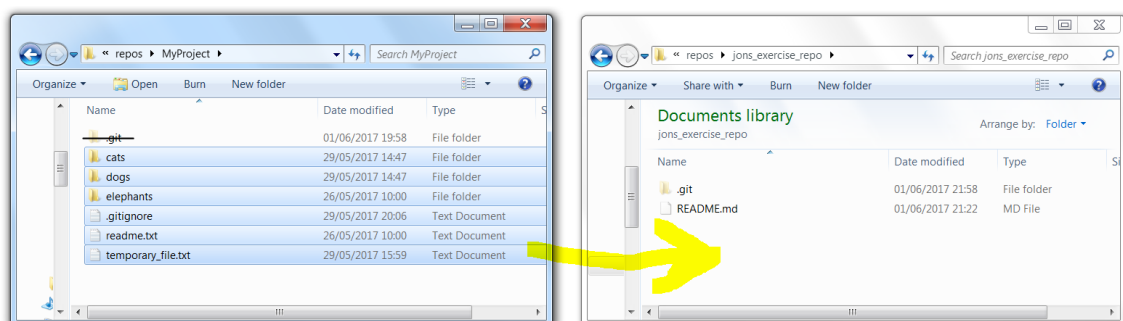 « repos ▸ MyProject ▸
Search MyProject
Organize Open Burn New folder
Name Date modified Type S
.git 01/06/2017 19:58 File folder
cats 29/05/2017 14:47 File folder
dogs 29/05/2017 14:47 File folder
elephants 26/05/2017 10:00 File folder
.gitignore 29/05/2017 20:06 Text Document
readme.txt 26/05/2017 10:00 Text Document
temporary_file.txt 29/05/2017 15:59 Text Document
« repos ▸ jons_exercise_repo ▸
Search jons_exercise_repo
Organize Share with Burn New folder
Documents library
jons_exercise_repo
Arrange by: Folder
Name Date modified Type Si
.git 01/06/2017 21:58 File folder
README.md 01/06/2017 21:22 MD File